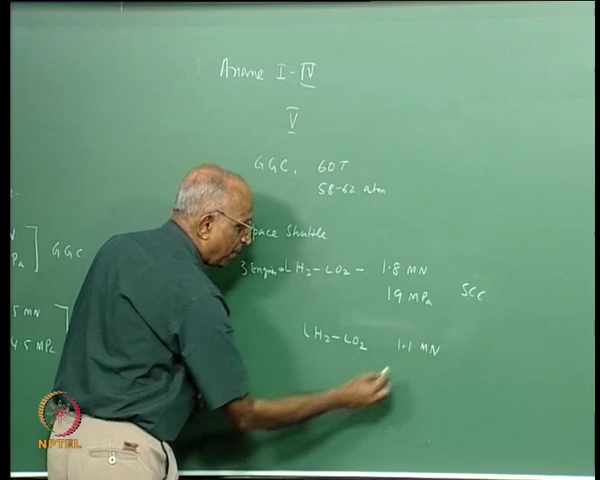 Ariane I-IV
V
GGC, 60T
58-62 atm
GGC
pace Shuttle
3 Engine LH2-LO2 - 1.8 MN
19 MPa SCC
5 MN
4.5 MPa
LH2-LO2 1.1 MN
NPTEL